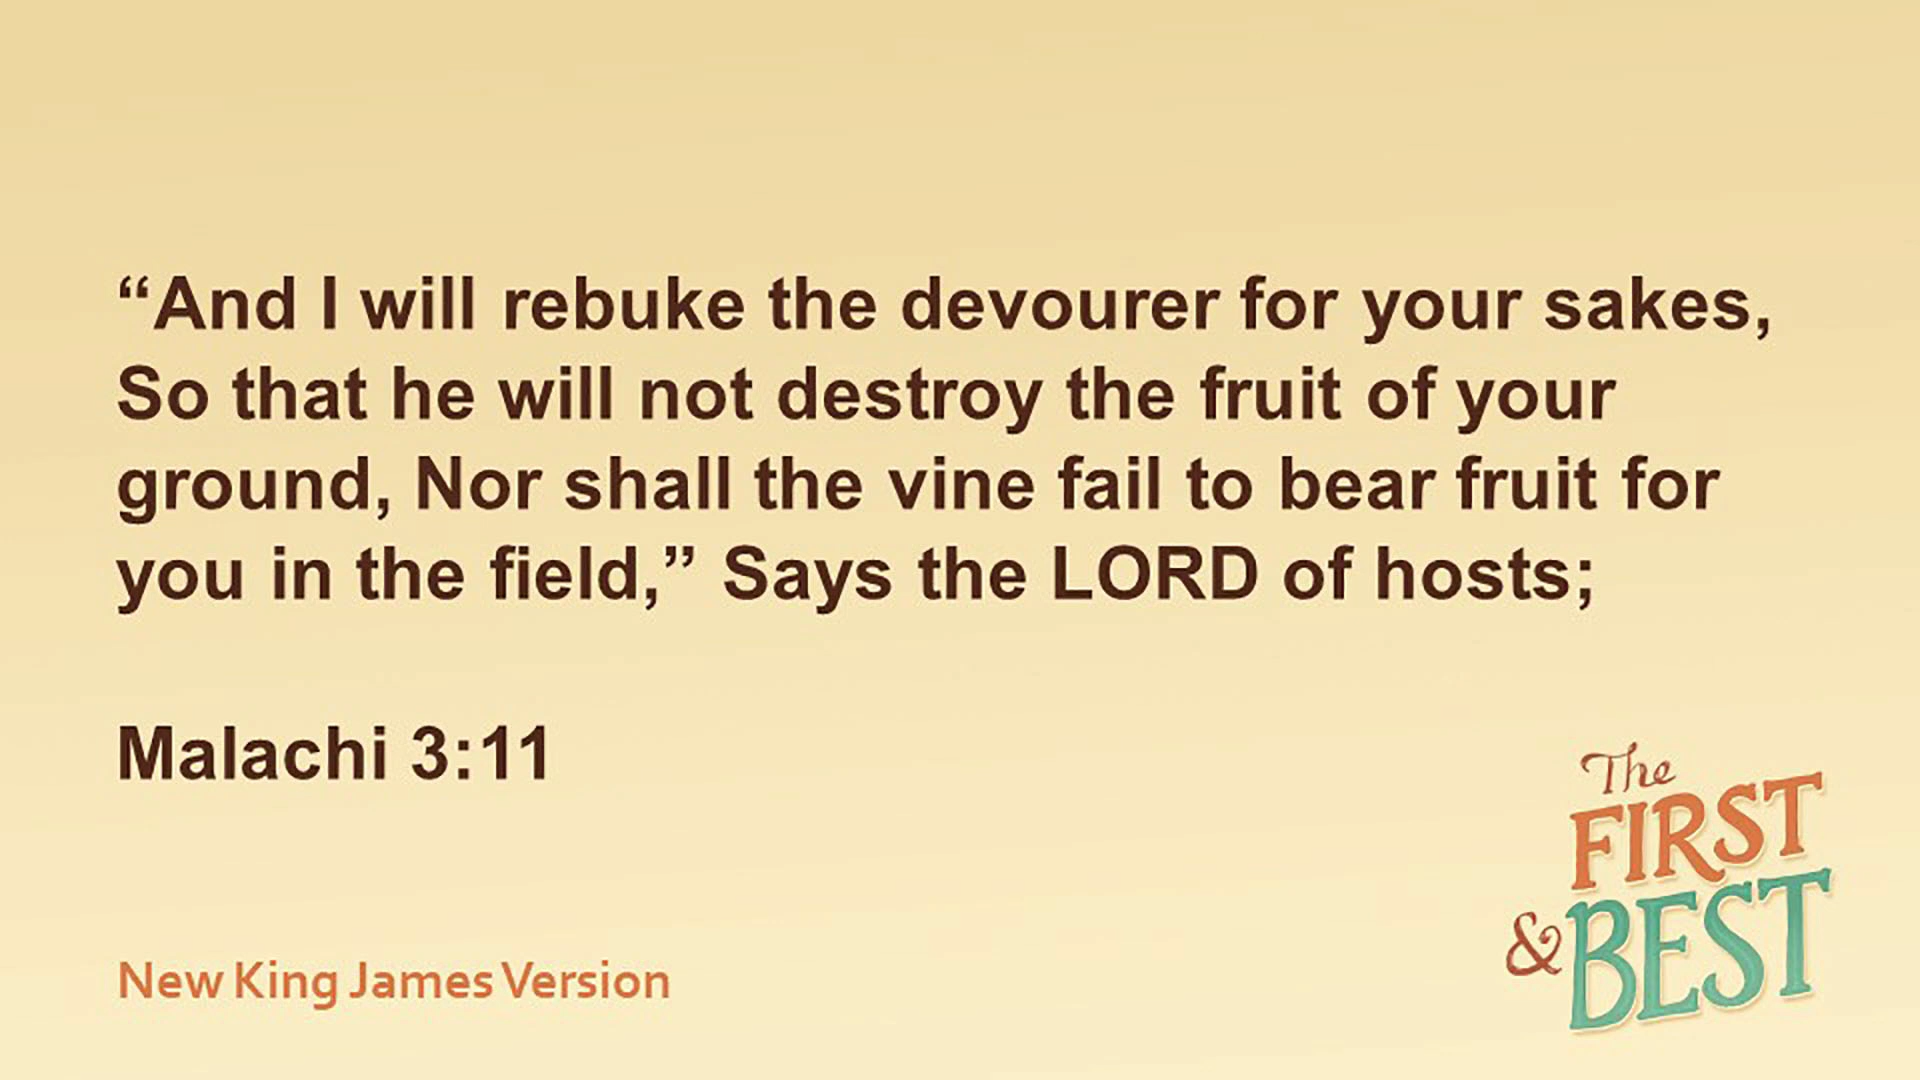 “And I will rebuke the devourer for your sakes,
So that he will not destroy the fruit of your
ground, Nor shall the vine fail to bear fruit for
you in the field,” Says the LORD of hosts;
Malachi 3:11
The
FIRST
& BEST
New King James Version